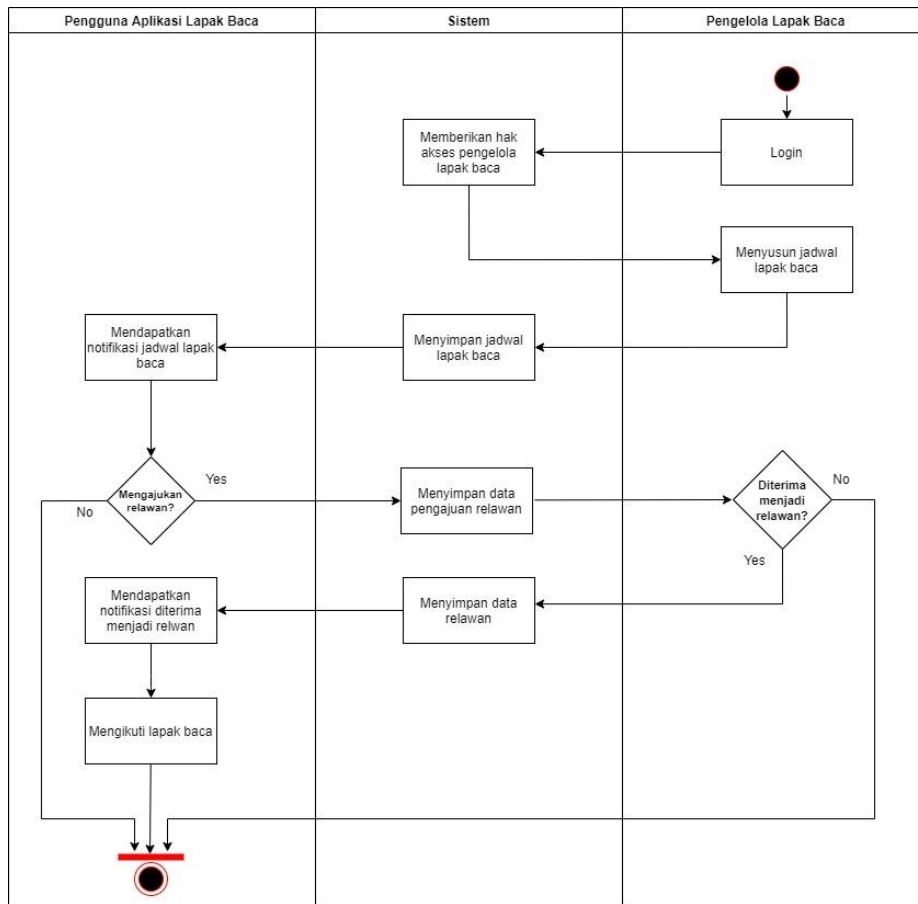 Pengguna Aplikasi Lapak Baca
Sistem
Pengelola Lapak Baca
Memberikan hak
akses pengelola
lapak baca
Login
Menyusun jadwal
lapak baca
Mendapatkan
notifikasi jadwal lapak
baca
Menyimpan jadwal
lapak baca
Mengajukan
relawan?
Yes
No
Menyimpan data
pengajuan relawan
Diterima
menjadi
relawan?
No
Yes
Mendapatkan
notifikasi diterima
menjadi relwan
Menyimpan data
relawan
Mengikuti lapak baca